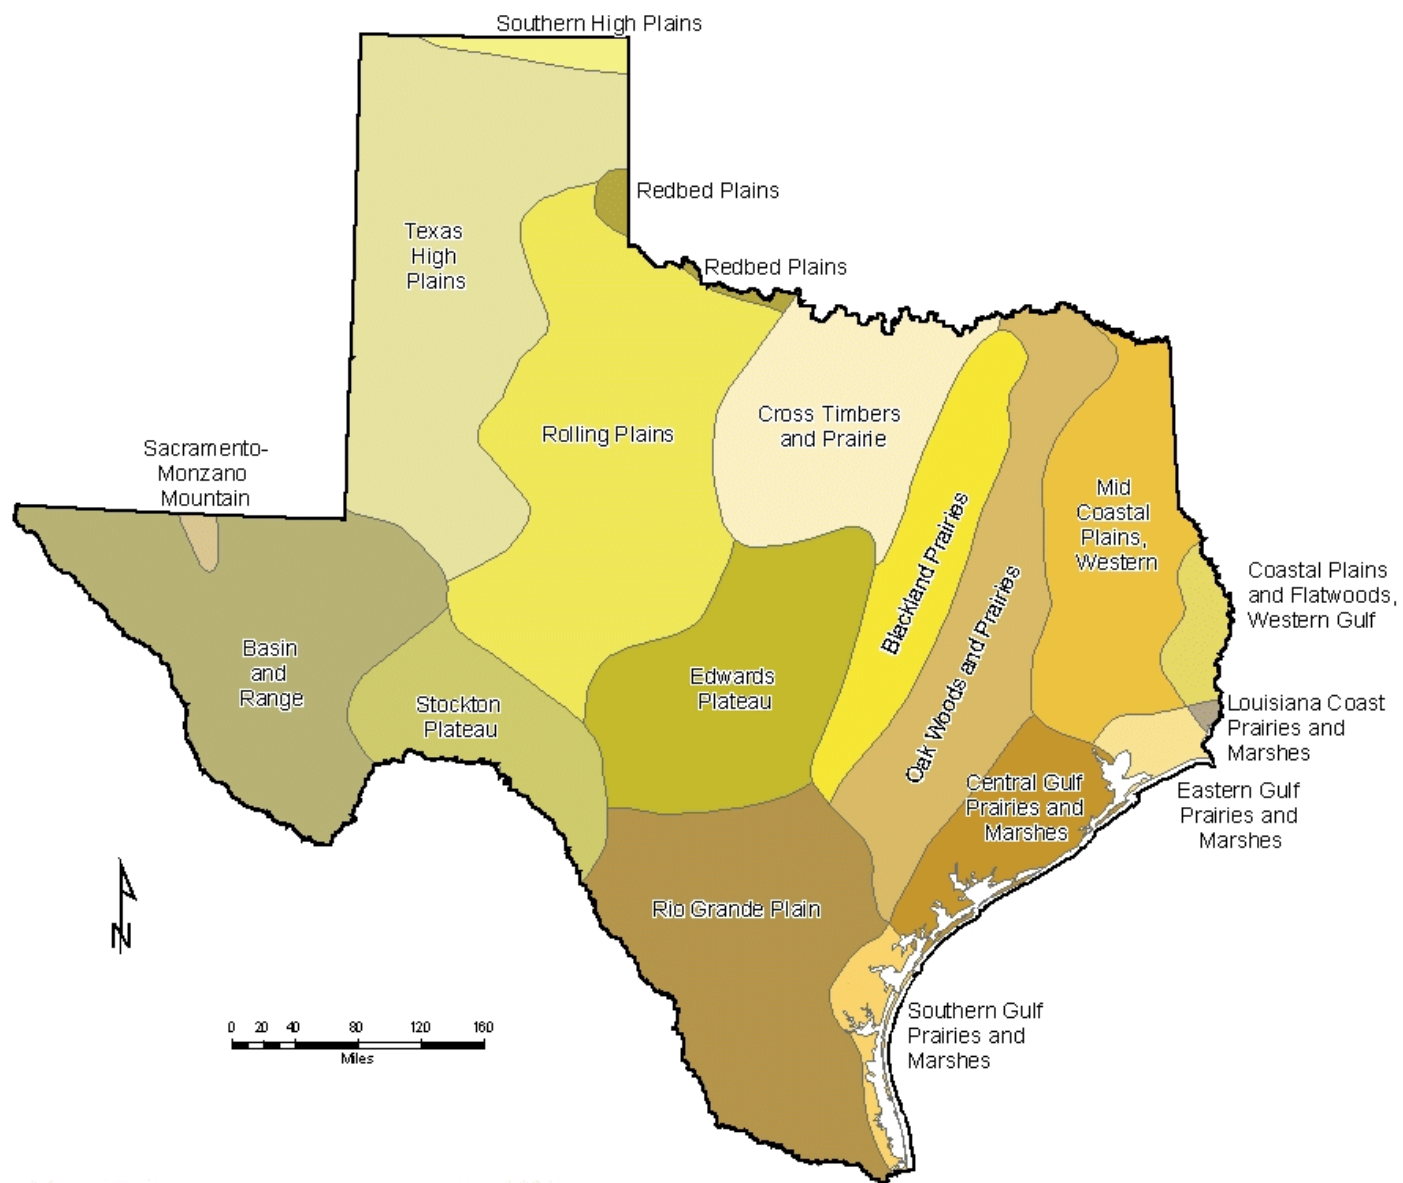 Southern High Plains
Redbed Plains
Texas
High
Plains
Redbed Plains
Cross Timbers
and Prairie
Rolling Plains
Sacramento-
Monzano
Mountain
Mid
Coastal
Plains,
Western
Blackland Prairies
Coastal Plains
and Flatwoods,
Western Gulf
Oak Woods and Prairies
Basin
and
Range
Edwards
Plateau
Stockton
Plateau
Louisiana Coast
Prairies and
Marshes
Central Gulf
Prairies and
Marshes
Eastern Gulf
Prairies and
Marshes
Rio Grande Plain
N
Southern Gulf
Prairies and
Marshes
0 20 40 80 120 160
Miles